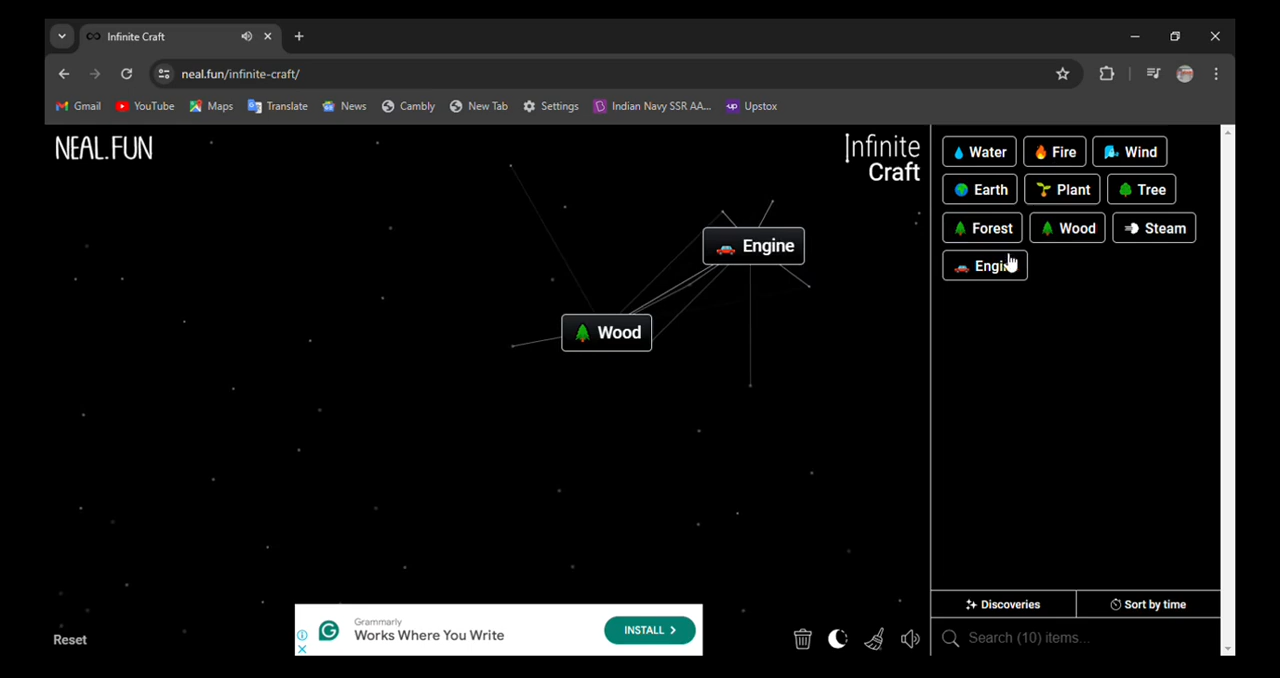 Infinite Craft
neal.fun/infinite-craft/
Gmail YouTube Maps Translate News Cambly New Tab Settings Indian Navy SSR AA... Upstox
NEAL.FUN
Infinite
Craft
Water Fire Wind
Earth Plant Tree
Forest Wood Steam
Engine
Wood
Discoveries Sort by time
Search (10) items...
Reset
Grammarly
Works Where You Write
INSTALL >